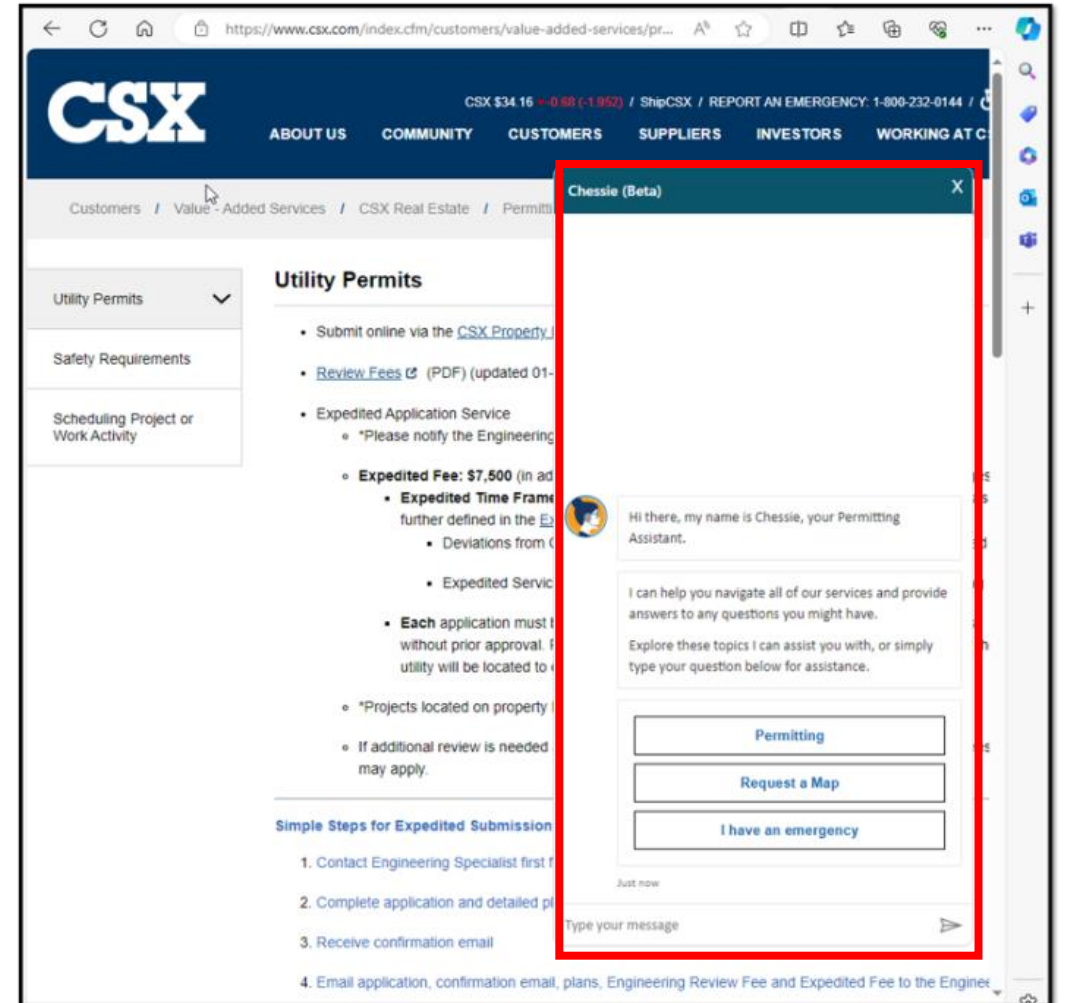 https://www.csx.com/index.cfm/customers/value-added-services/pr...
CSX
CSX $34.16 -0.68 (-1.952) / ShipCSX / REPORT AN EMERGENCY: 1-800-232-0144 /
ABOUT US COMMUNITY CUSTOMERS SUPPLIERS INVESTORS WORKING AT
Customers / Value - Added Services / CSX Real Estate /
Utility Permits
Safety Requirements
Scheduling Project or
Work Activity
Utility Permits
• Submit online via the CSX Property
• Review Fees (PDF) (updated 01-
• Expedited Application Service
*Please notify the Engineering
Expedited Fee: $7,500 (in
Expedited Time Frame
further defined in the
Deviations from
Expedited
Each application must
without prior approval.
utility will be located to
*Projects located on property
If additional review is needed
may apply.
Simple Steps for Expedited Submission
1. Contact Engineering Specialist first
2. Complete application and detailed
3. Receive confirmation email
4. Email application, confirmation email, plans, Engineering Review Fee and Expedited Fee to the
Chessie (Beta) X
Hi there, my name is Chessie, your Permitting
Assistant.
I can help you navigate all of our services and provide
answers to any questions you might have.
Explore these topics I can assist you with, or simply
type your question below for assistance.
Permitting
Request a Map
I have an emergency
Just now
Type your message